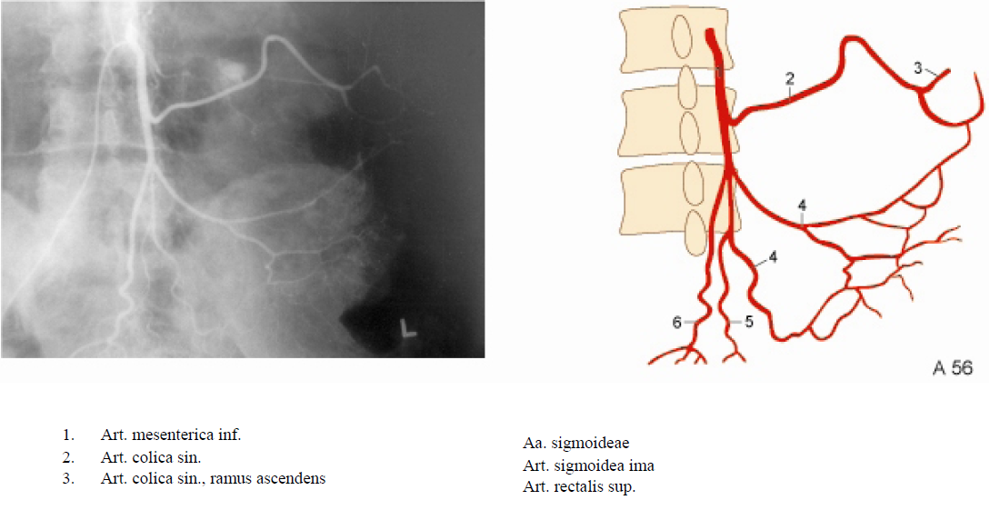 L
1
2
3
4
4
5
6
A 56
1. Art. mesenterica inf.
2. Art. colica sin.
3. Art. colica sin., ramus ascendens
Aa. sigmoideae
Art. sigmoidea ima
Art. rectalis sup.